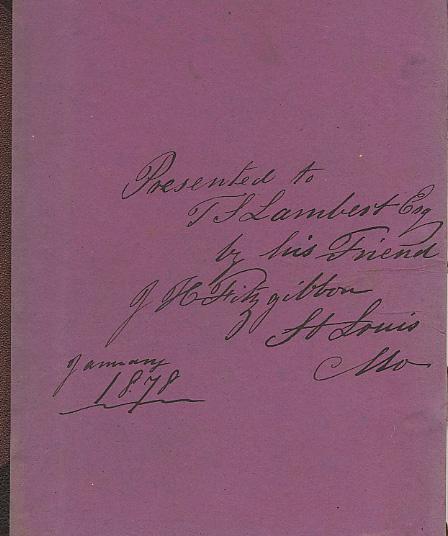 Presented to
T S Lambert Esq
by his Friend
J H Fitzgibbon
St Louis
Mo
January
1878